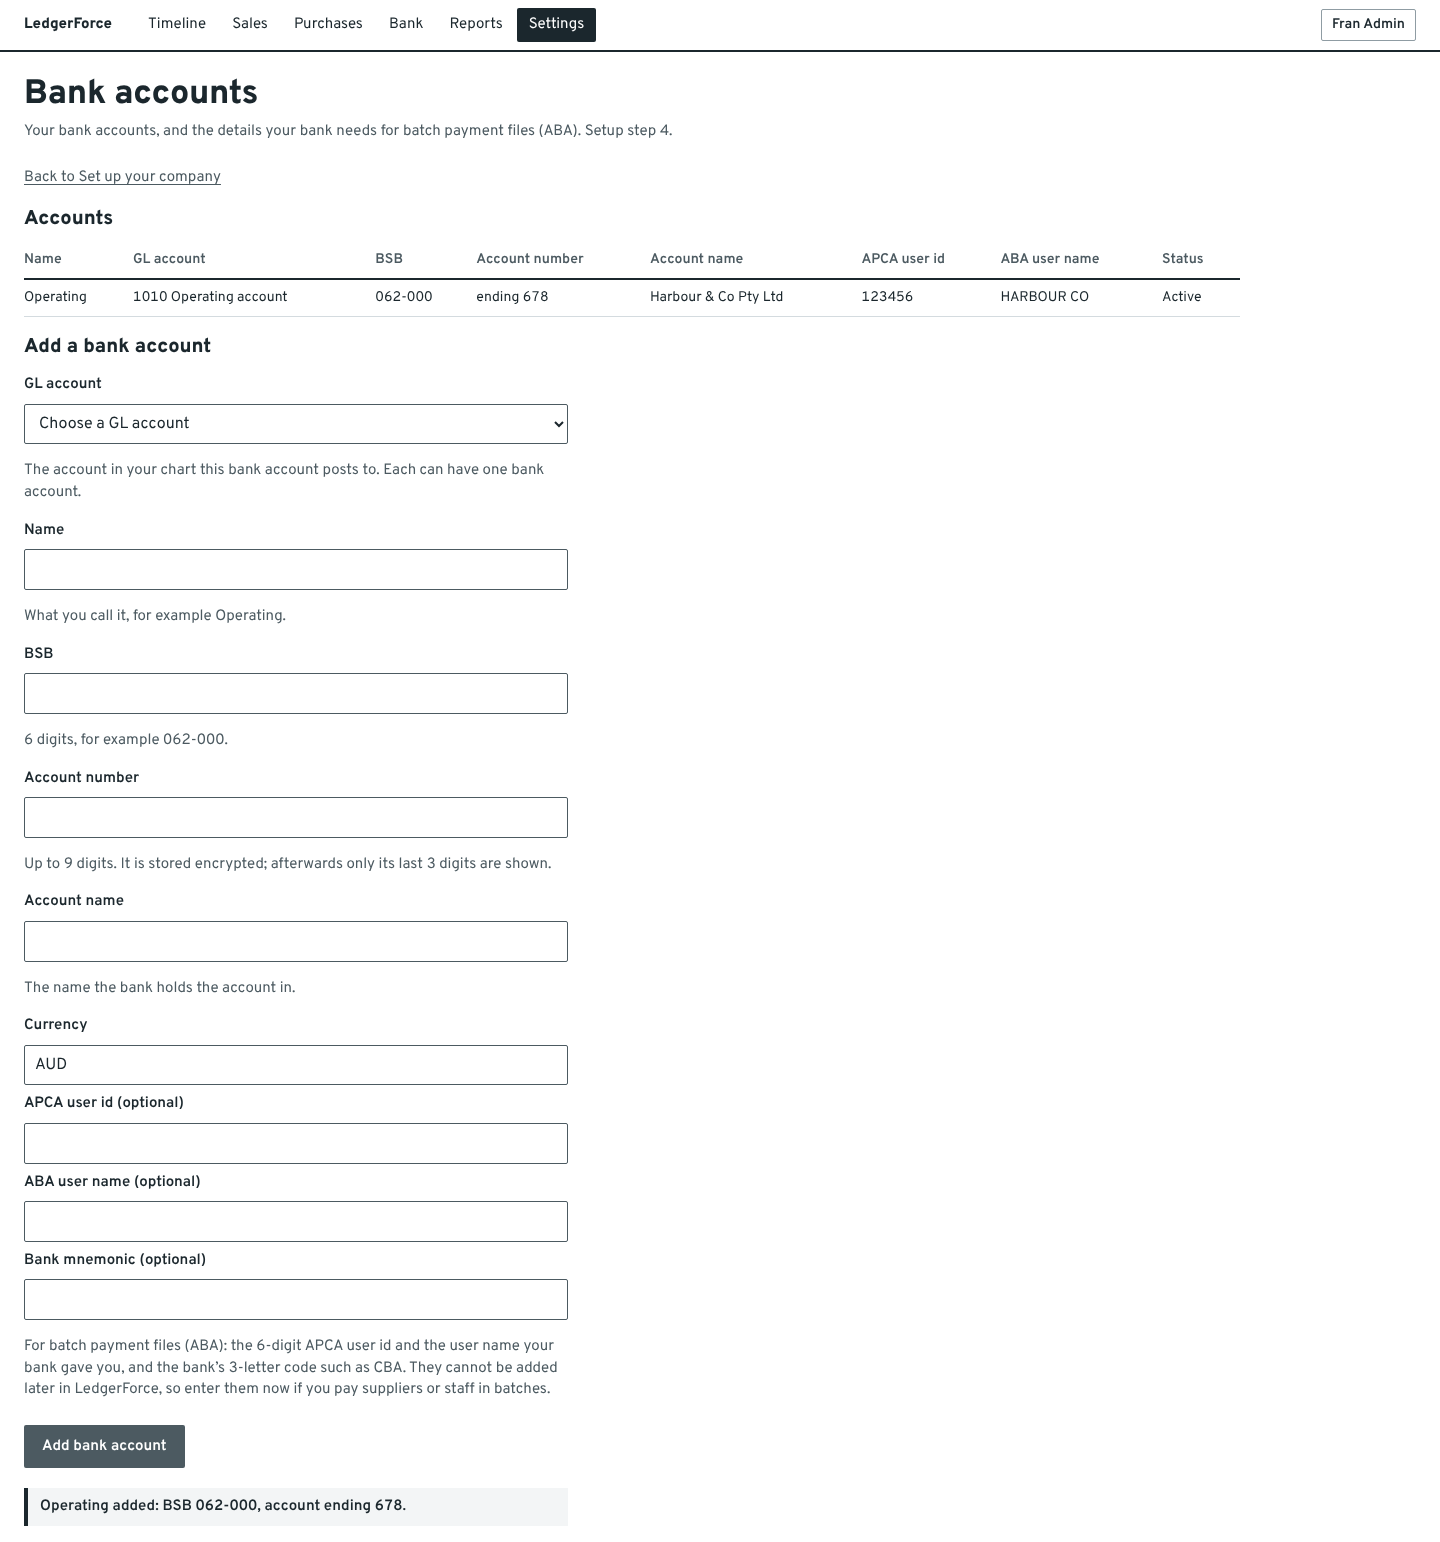 LedgerForce Timeline Sales Purchases Bank Reports Settings Fran Admin
Bank accounts
Your bank accounts, and the details your bank needs for batch payment files (ABA). Setup step 4.
Back to Set up your company
Accounts
Name GL account BSB Account number Account name APCA user id ABA user name Status
Operating 1010 Operating account 062-000 ending 678 Harbour & Co Pty Ltd 123456 HARBOUR CO Active
Add a bank account
GL account
Choose a GL account
The account in your chart this bank account posts to. Each can have one bank
account.
Name
What you call it, for example Operating.
BSB
6 digits, for example 062-000.
Account number
Up to 9 digits. It is stored encrypted; afterwards only its last 3 digits are shown.
Account name
The name the bank holds the account in.
Currency
AUD
APCA user id (optional)
ABA user name (optional)
Bank mnemonic (optional)
For batch payment files (ABA): the 6-digit APCA user id and the user name your
bank gave you, and the bank’s 3-letter code such as CBA. They cannot be added
later in LedgerForce, so enter them now if you pay suppliers or staff in batches.
Add bank account
Operating added: BSB 062-000, account ending 678.